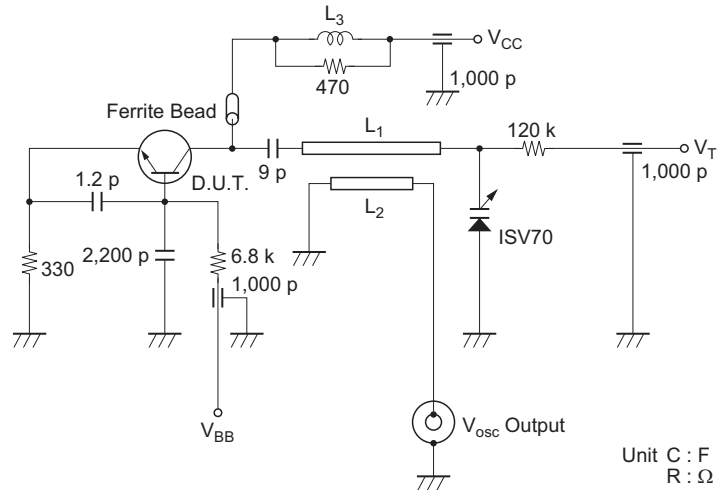 L3
VCC
470
1,000 p
Ferrite Bead
L1
120 k
VT
9 p
1,000 p
D.U.T.
1.2 p
L2
ISV70
330
2,200 p
6.8 k
1,000 p
VBB
Vosc Output
Unit C : F
R : Ω